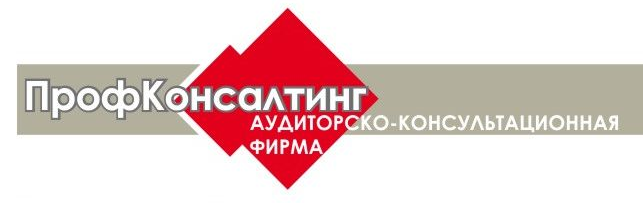 ПрофКонсалтинг
АУДИТОРСКО-КОНСУЛЬТАЦИОННАЯ
ФИРМА